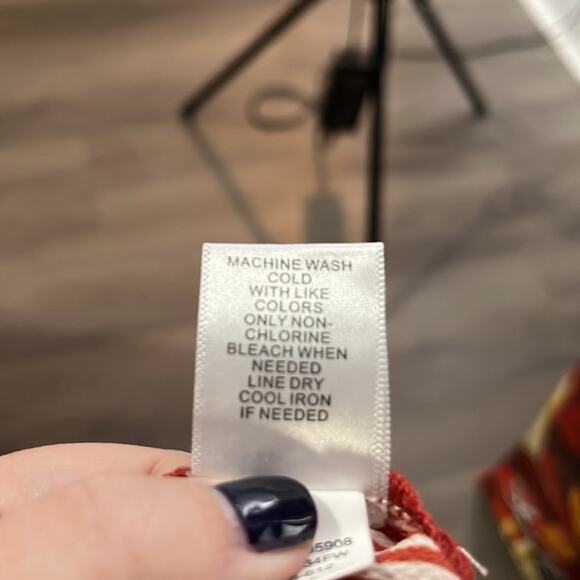 MACHINE WASH
COLD
WITH LIKE
COLORS
ONLY NON-
CHLORINE
BLEACH WHEN
NEEDED
LINE DRY
COOL IRON
IF NEEDED